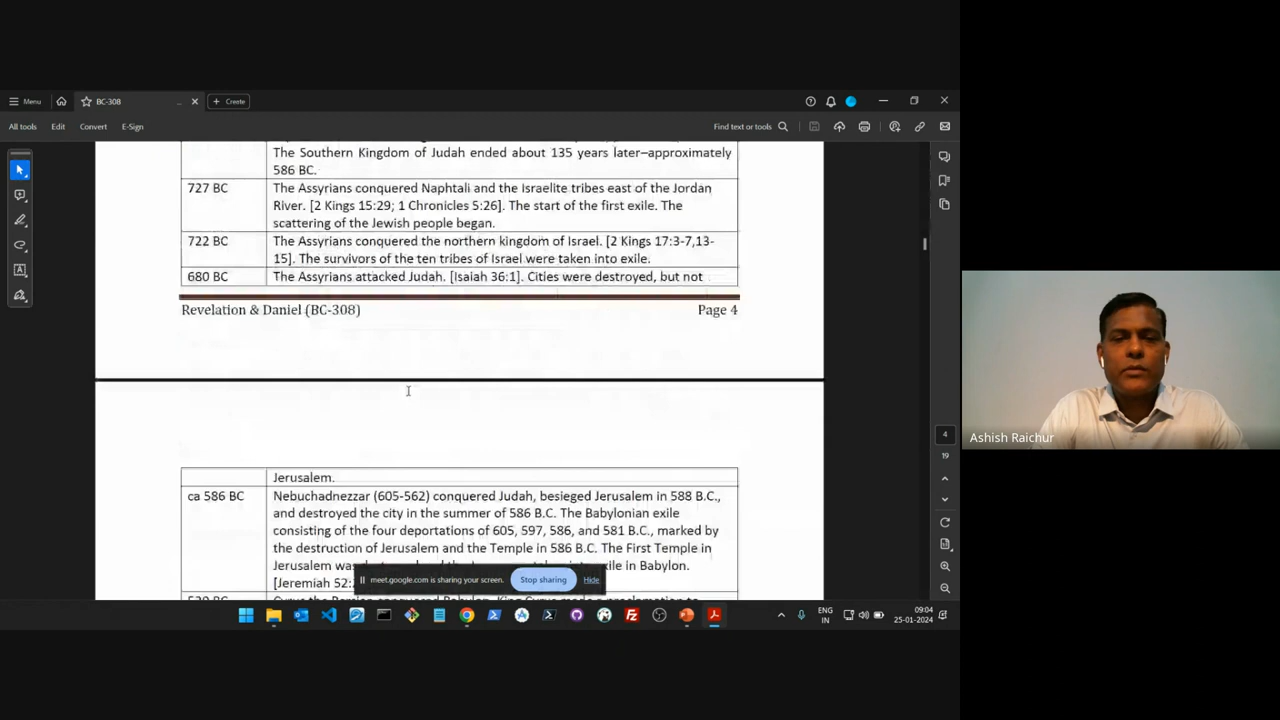 Menu
BC-308
...
Create
All tools
Edit
Convert
E-Sign
Find text or tools
The Southern Kingdom of Judah ended about 135 years later–approximately
586 BC.
727 BC
The Assyrians conquered Naphtali and the Israelite tribes east of the Jordan
River. [2 Kings 15:29; 1 Chronicles 5:26]. The start of the first exile. The
scattering of the Jewish people began.
722 BC
The Assyrians conquered the northern kingdom of Israel. [2 Kings 17:3-7,13-
15]. The survivors of the ten tribes of Israel were taken into exile.
680 BC
The Assyrians attacked Judah. [Isaiah 36:1]. Cities were destroyed, but not
Revelation & Daniel (BC-308)
Page 4
Jerusalem.
ca 586 BC
Nebuchadnezzar (605-562) conquered Judah, besieged Jerusalem in 588 B.C.,
and destroyed the city in the summer of 586 B.C. The Babylonian exile
consisting of the four deportations of 605, 597, 586, and 581 B.C., marked by
the destruction of Jerusalem and the Temple in 586 B.C. The First Temple in
Jerusalem was
exile in Babylon.
[Jeremiah 52:
meet.google.com is sharing your screen.
Stop sharing
Hide
4
19
Ashish Raichur
ENG
IN
09:04
25-01-2024